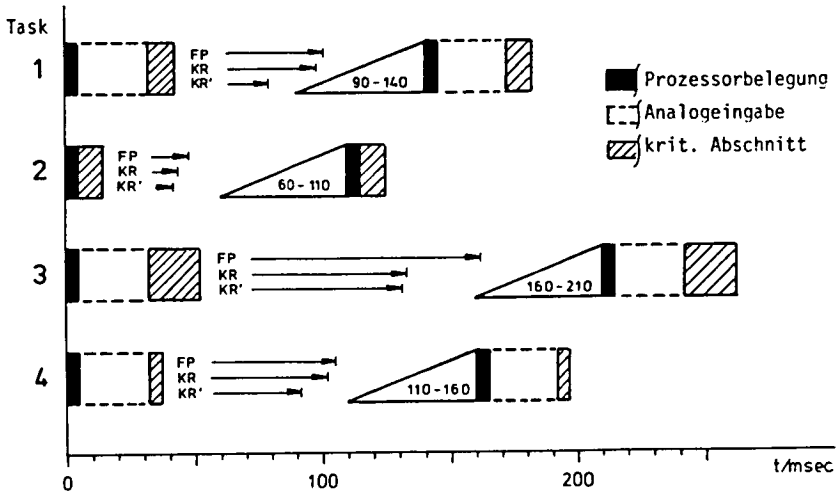 Task
1
FP
KR
KR'
90-140
Prozessorbelegung
Analogeingabe
krit. Abschnitt
2
FP
KR
KR'
60-110
3
FP
KR
KR'
160-210
4
FP
KR
KR'
110-160
0
100
200
t/msec